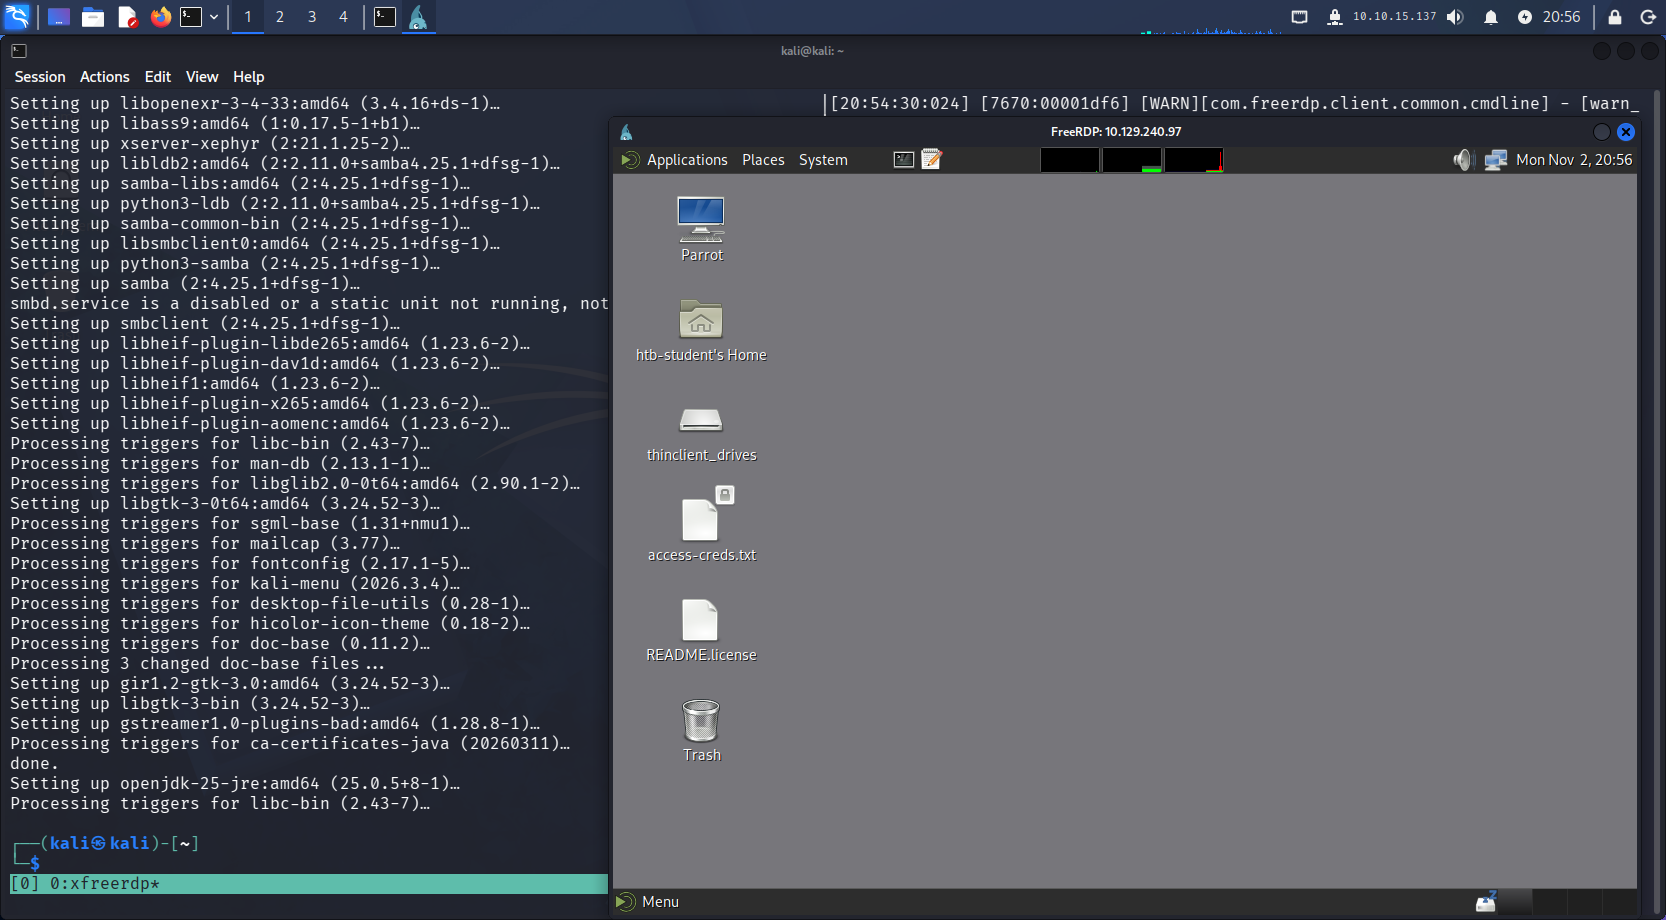 1 2 3 4 10.10.15.137 20:56
kali@kali: ~
Session Actions Edit View Help
Setting up libopenexr-3-4-33:amd64 (3.4.16+ds-1)…
Setting up libass9:amd64 (1:0.17.5-1+b1)…
Setting up xserver-xephyr (2:21.1.25-2)…
Setting up libldb2:amd64 (2:2.11.0+samba4.25.1+dfsg-1)…
Setting up samba-libs:amd64 (2:4.25.1+dfsg-1)…
Setting up python3-ldb (2:2.11.0+samba4.25.1+dfsg-1)…
Setting up samba-common-bin (2:4.25.1+dfsg-1)…
Setting up libsmbclient0:amd64 (2:4.25.1+dfsg-1)…
Setting up python3-samba (2:4.25.1+dfsg-1)…
Setting up samba (2:4.25.1+dfsg-1)…
smbd.service is a disabled or a static unit not running, not
Setting up smbclient (2:4.25.1+dfsg-1)…
Setting up libheif-plugin-libde265:amd64 (1.23.6-2)…
Setting up libheif-plugin-dav1d:amd64 (1.23.6-2)…
Setting up libheif1:amd64 (1.23.6-2)…
Setting up libheif-plugin-x265:amd64 (1.23.6-2)…
Setting up libheif-plugin-aomenc:amd64 (1.23.6-2)…
Processing triggers for libc-bin (2.43-7)…
Processing triggers for man-db (2.13.1-1)…
Processing triggers for libglib2.0-0t64:amd64 (2.90.1-2)…
Setting up libgtk-3-0t64:amd64 (3.24.52-3)…
Processing triggers for sgml-base (1.31+nmu1)…
Processing triggers for mailcap (3.77)…
Processing triggers for fontconfig (2.17.1-5)…
Processing triggers for kali-menu (2026.3.4)…
Processing triggers for desktop-file-utils (0.28-1)…
Processing triggers for hicolor-icon-theme (0.18-2)…
Processing triggers for doc-base (0.11.2)…
Processing 3 changed doc-base files…
Setting up gir1.2-gtk-3.0:amd64 (3.24.52-3)…
Setting up libgtk-3-bin (3.24.52-3)…
Setting up gstreamer1.0-plugins-bad:amd64 (1.28.8-1)…
Processing triggers for ca-certificates-java (20260311)…
done.
Setting up openjdk-25-jre:amd64 (25.0.5+8-1)…
Processing triggers for libc-bin (2.43-7)…
┌──(kali㉿kali)-[~]
└─$
[0] 0:xfreerdp*
[20:54:30:024] [7670:00001df6] [WARN][com.freerdp.client.common.cmdline] - [warn_
FreeRDP: 10.129.240.97
Applications Places System Mon Nov 2, 20:56
Parrot
htb-student's Home
thinclient_drives
access-creds.txt
README.license
Trash
Menu